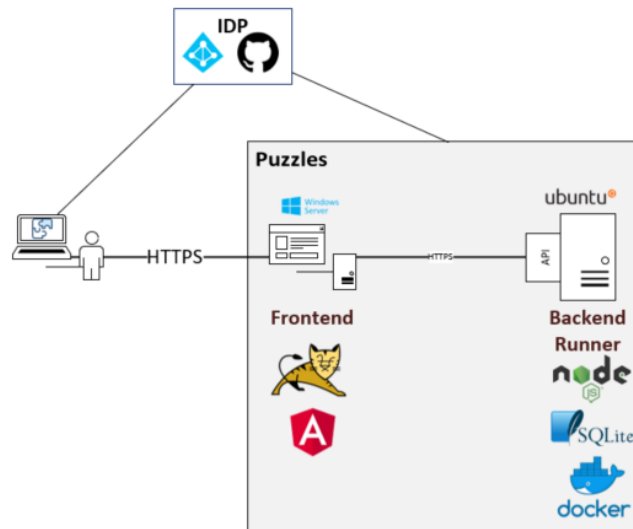 IDP
Puzzles
Windows
Server
ubuntu
HTTPS
HTTPS
API
Frontend
Backend
Runner
node
JS
A
SQLite
docker